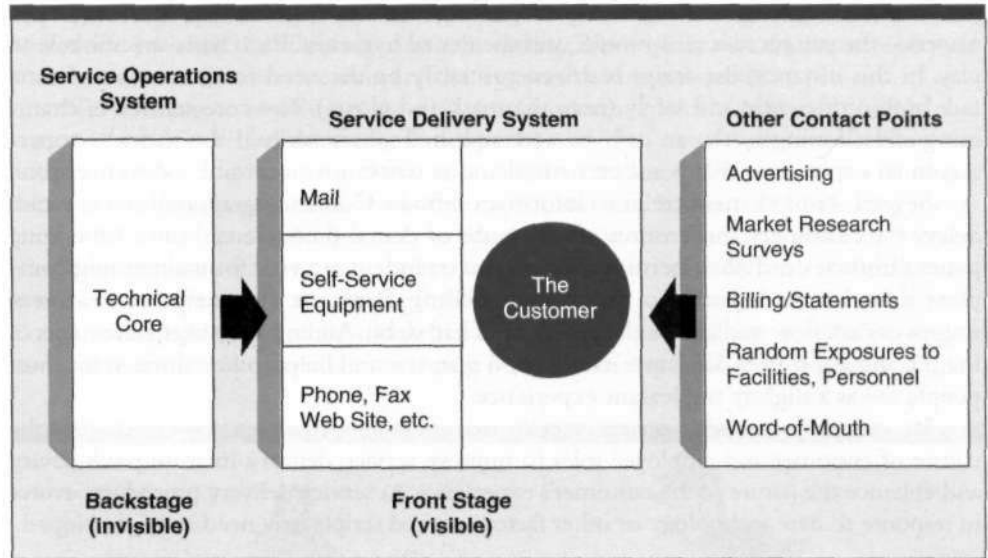 Service Operations
System
Service Delivery System
Other Contact Points
Technical
Core
Mail
Self-Service
Equipment
Phone, Fax
Web Site, etc.
The
Customer
Advertising
Market Research
Surveys
Billing/Statements
Random Exposures to
Facilities, Personnel
Word-of-Mouth
Backstage
(invisible)
Front Stage
(visible)